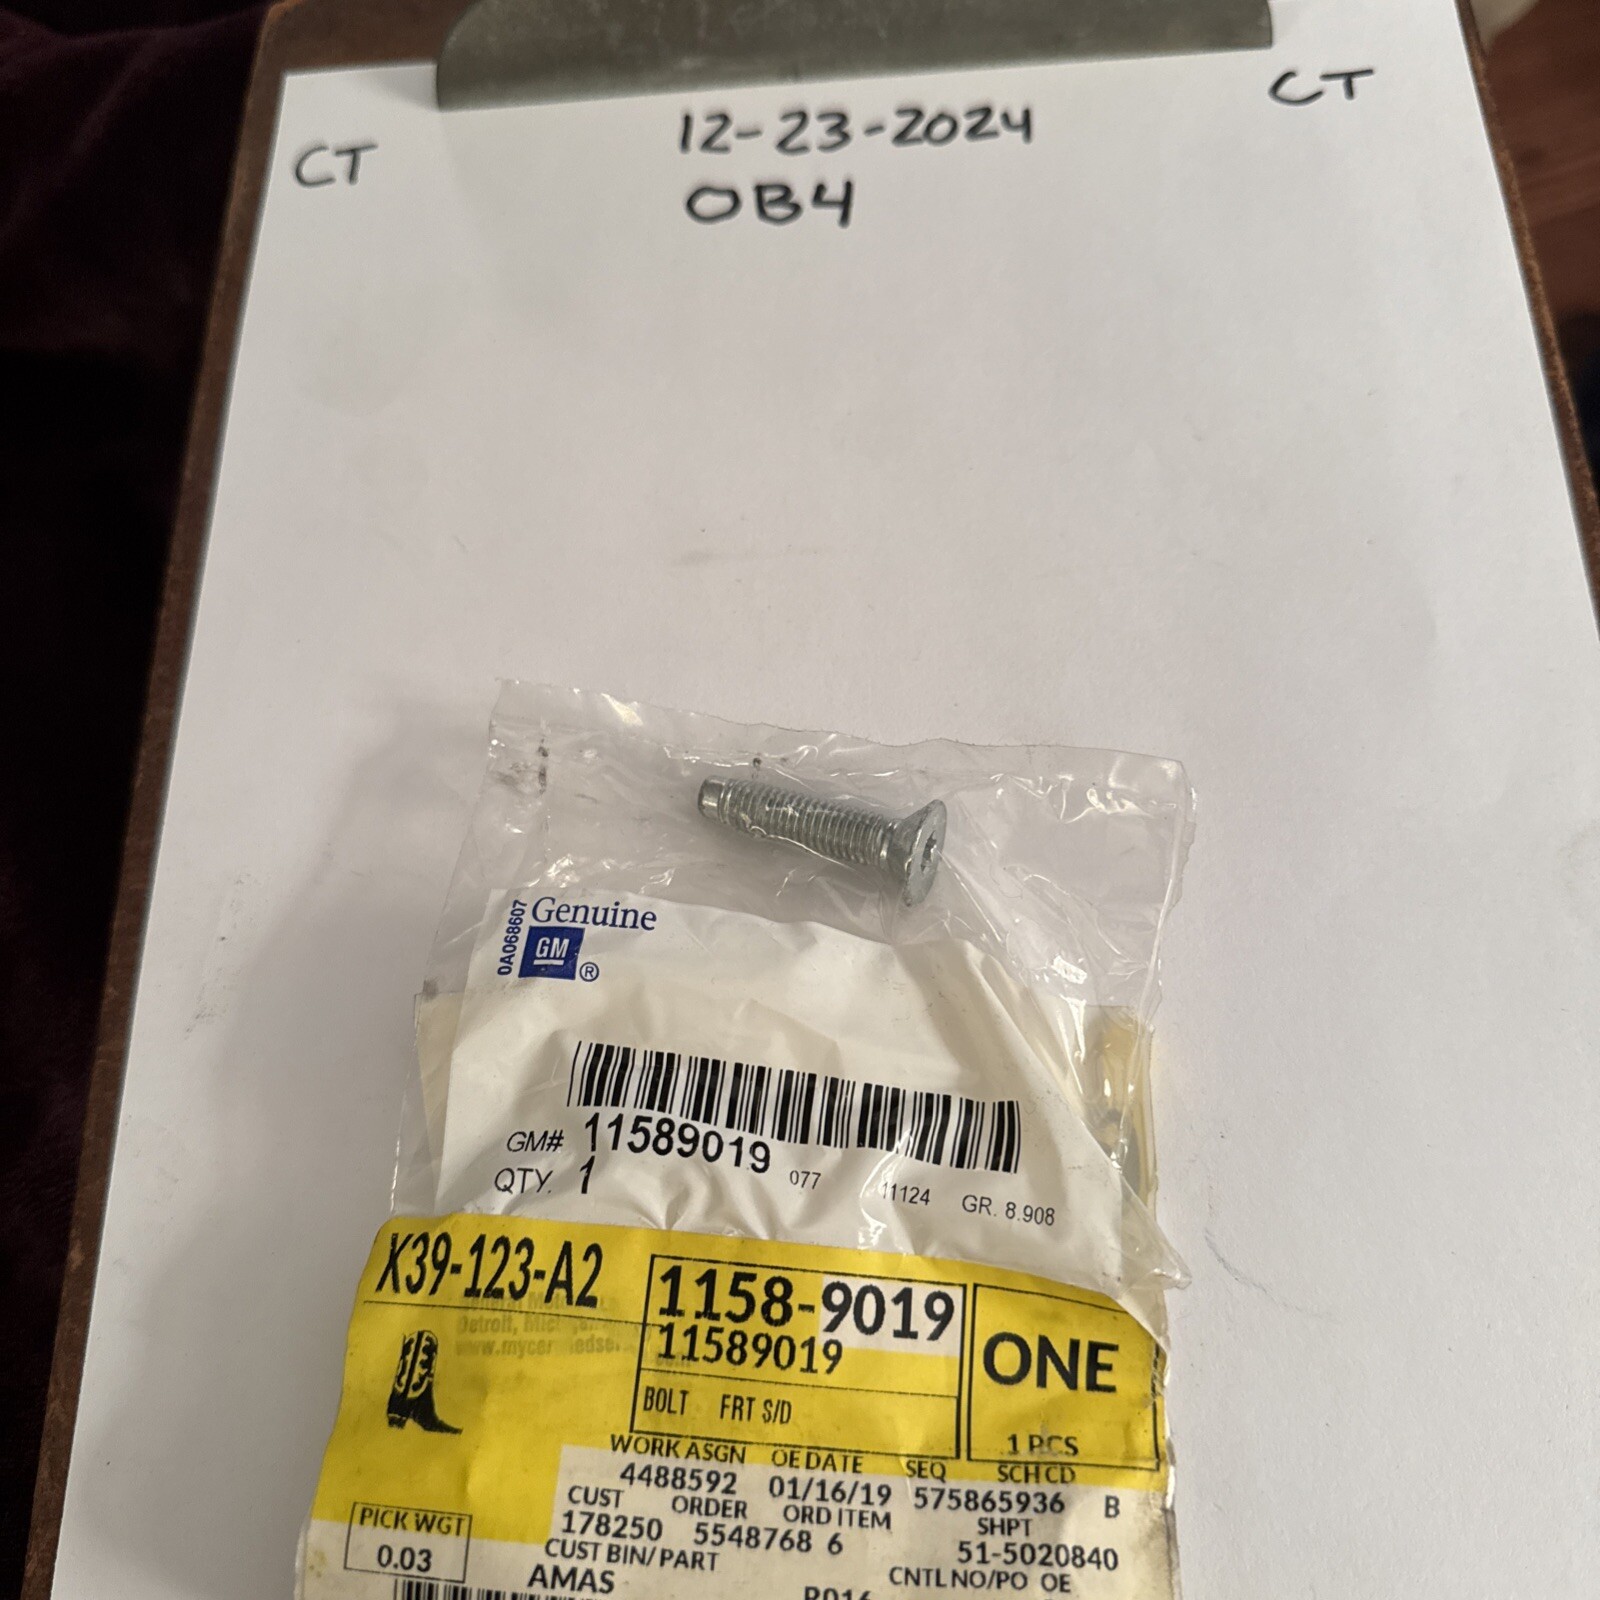 CT
12-23-2024
CT
OB4
0A068607
Genuine
GM ®
GM# 11589019
QTY. 1
077 11124 GR. 8.908
X39-123-A2
1158-9019
11589019
ONE
BOLT FRT S/D
1 PCS
Detroit,
WORK ASGN OE DATE SEQ SCH CD
4488592 01/16/19 575865936 B
CUST ORDER ORD ITEM SHPT
178250 5548768 6 51-5020840
PICK WGT
0.03
CUST BIN/PART CNTL NO/PO OE
AMAS